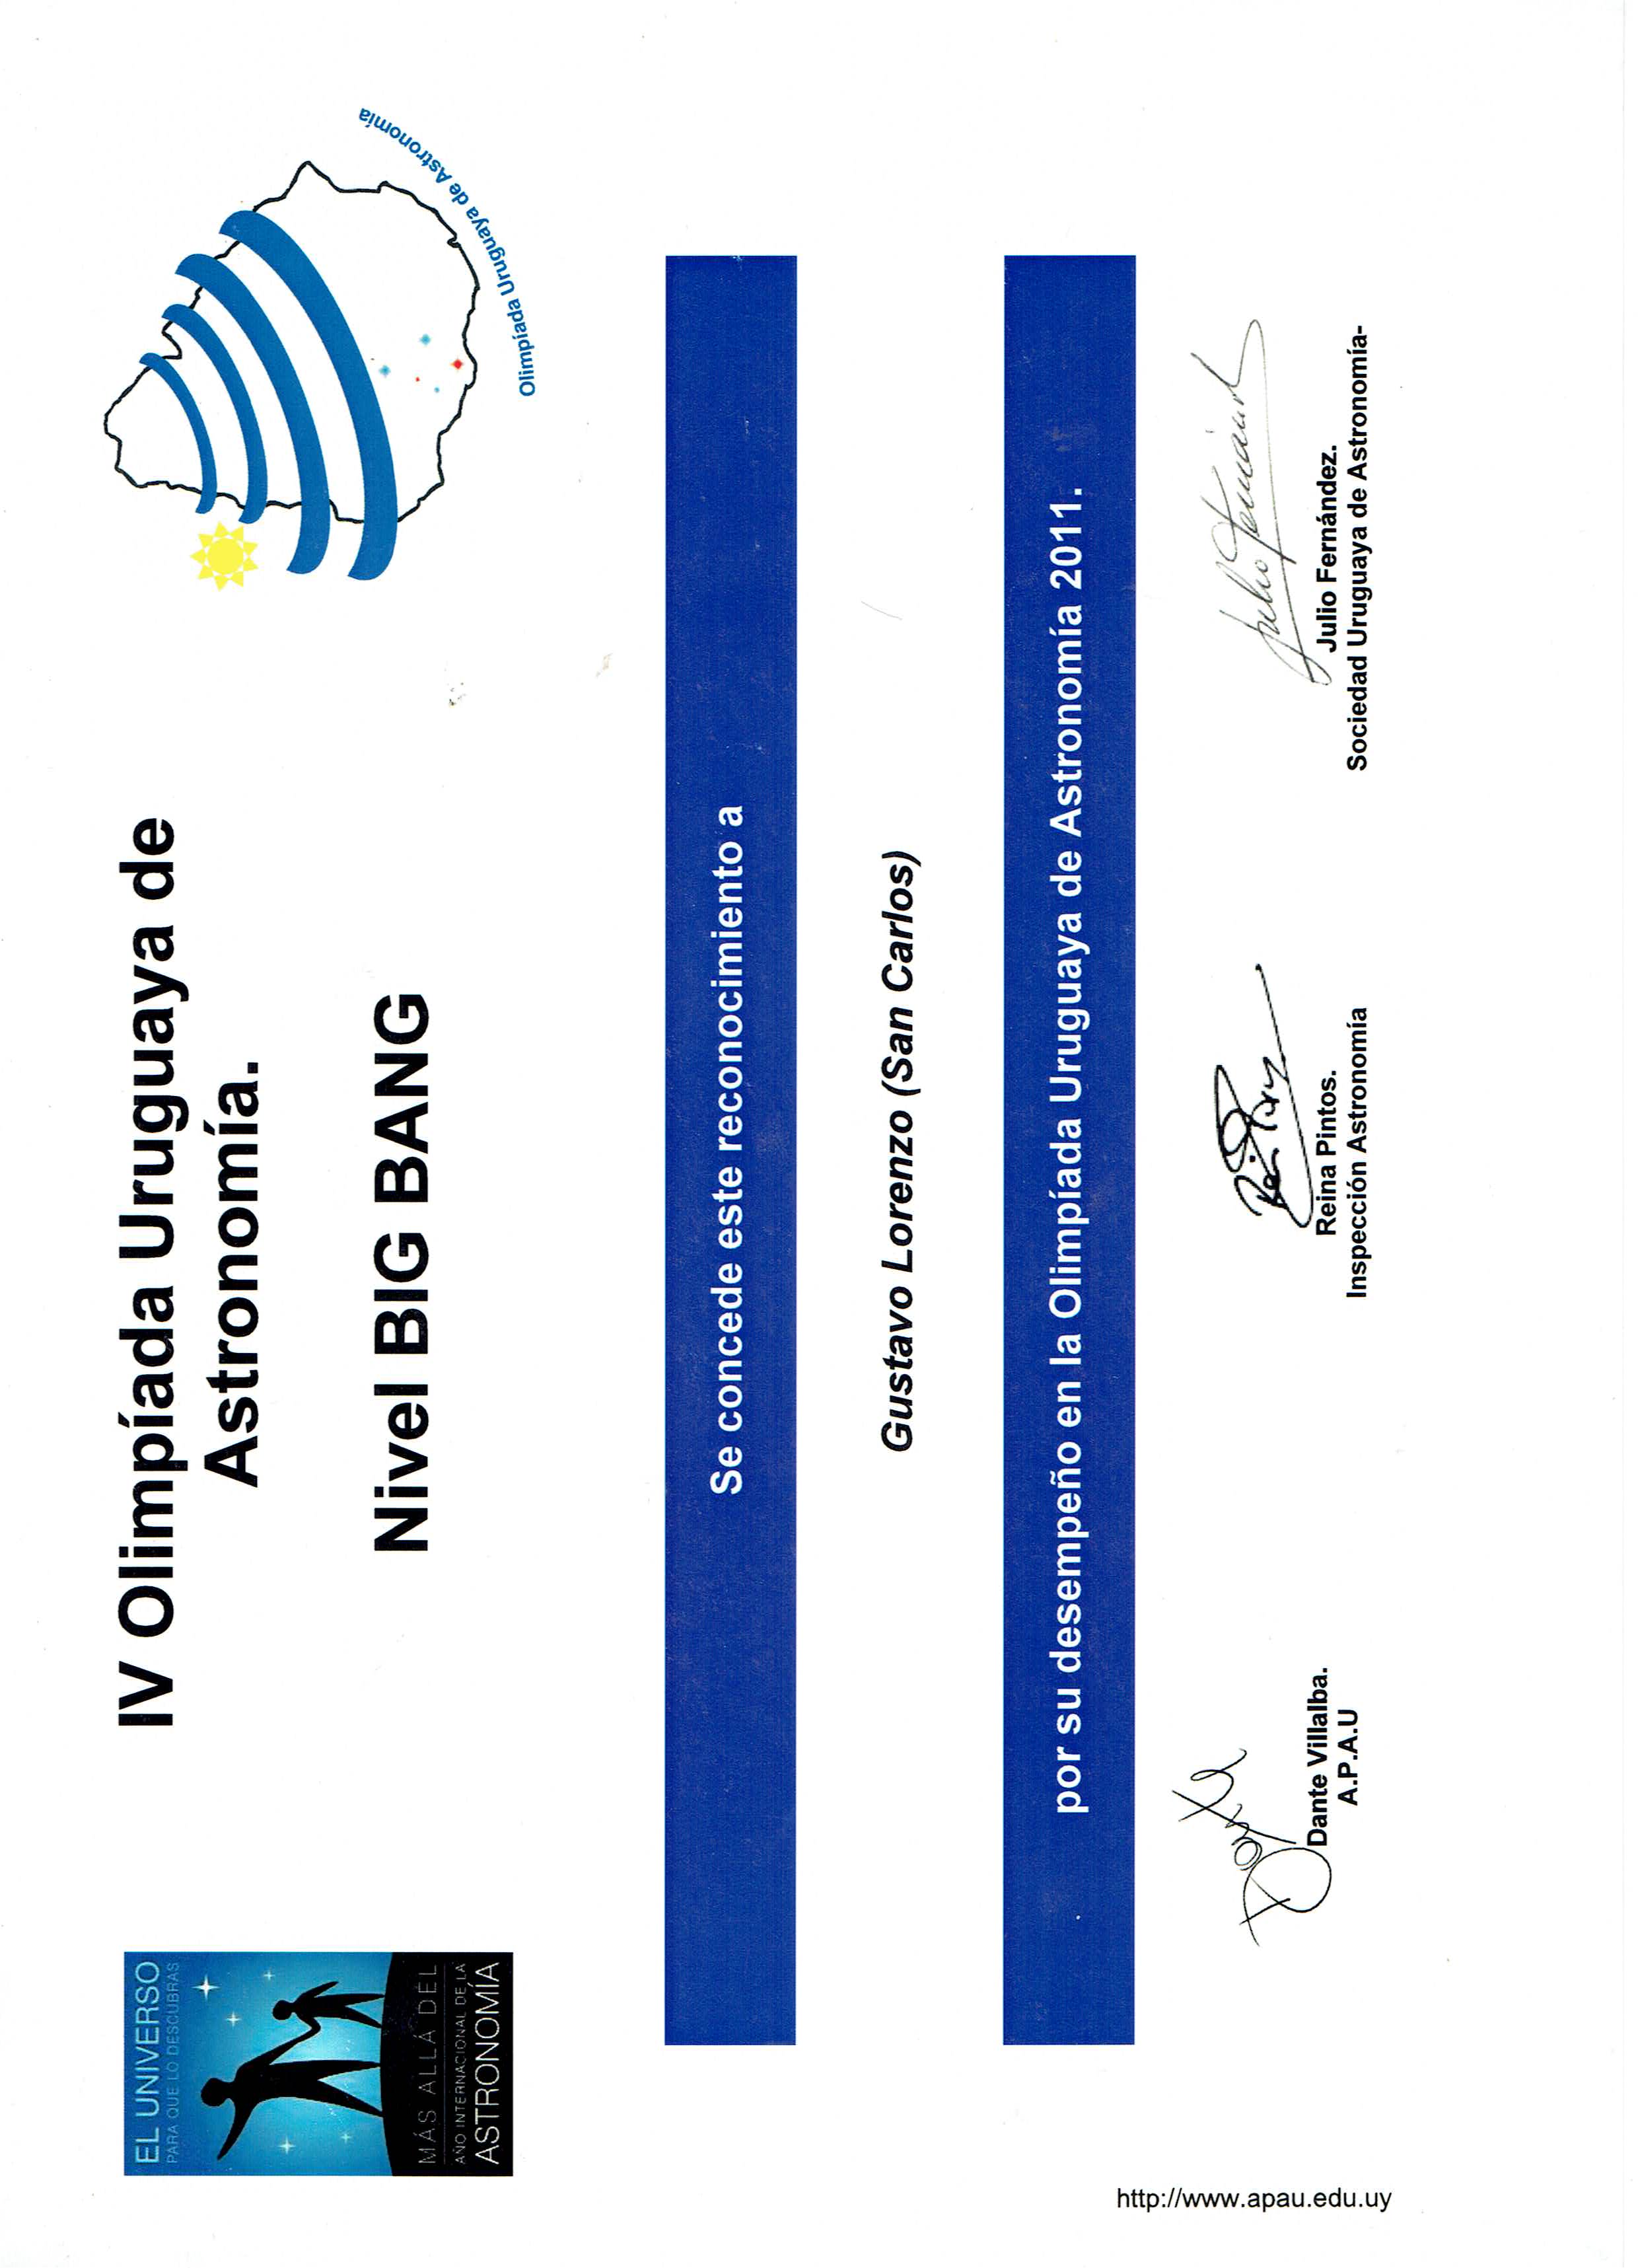 EL UNIVERSO
PARA QUE LO DESCUBRAS
MÁS ALLÁ DEL
AÑO INTERNACIONAL DE LA
ASTRONOMÍA
IV Olimpíada Uruguaya de
Astronomía.
Nivel BIG BANG
Olimpíada Uruguaya de Astronomía
Se concede este reconocimiento a
Gustavo Lorenzo (San Carlos)
por su desempeño en la Olimpíada Uruguaya de Astronomía 2011.
http://www.apau.edu.uy
Dante
Dante Villalba.
A.P.A.U
Reina Pintos.
Inspección Astronomía
Julio Fernández.
Sociedad Uruguaya de Astronomía-